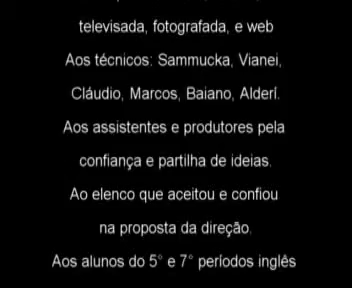 televisada, fotografada, e web
Aos técnicos: Sammucka, Vianei,
Cláudio, Marcos, Baiano, Alderí.
Aos assistentes e produtores pela
confiança e partilha de ideias.
Ao elenco que aceitou e confiou
na proposta da direção.
Aos alunos do 5° e 7° períodos inglês